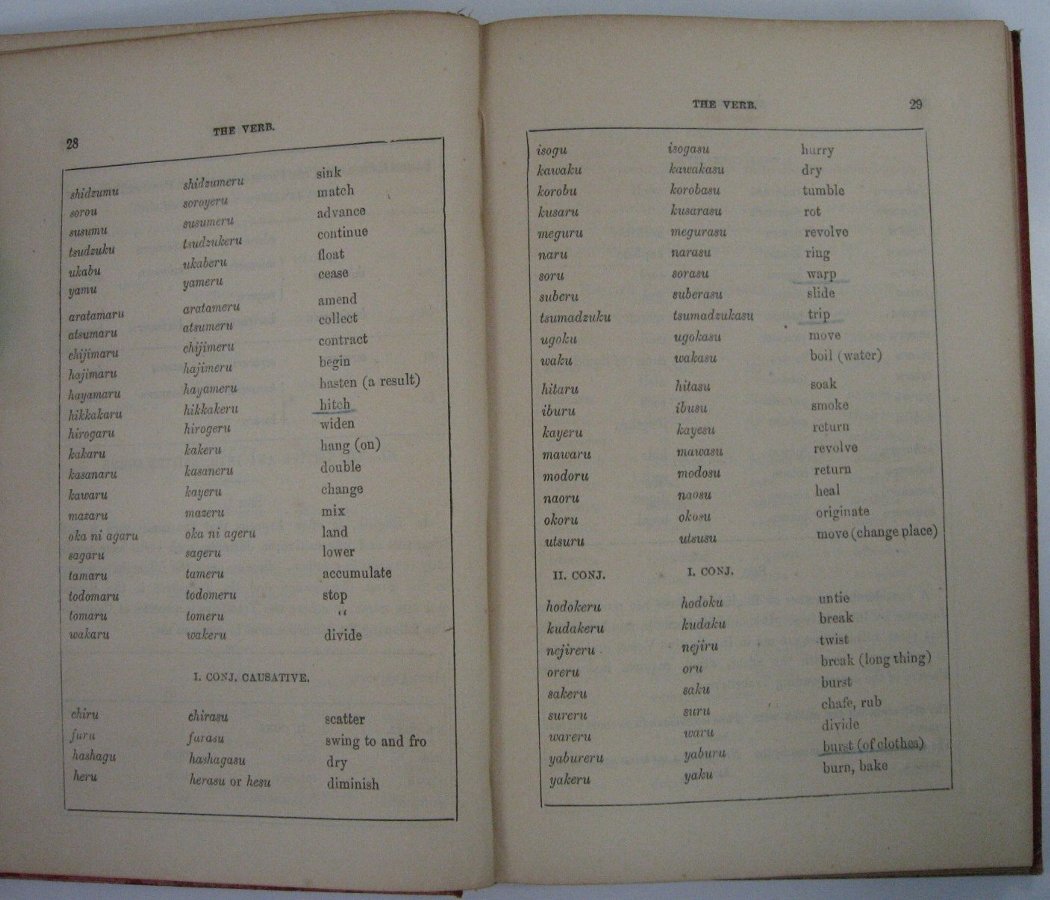 28 THE VERB.
shidzumu shidzumeru sink
sorou soroyeru match
susumu susumeru advance
tsudzuku tsudzukeru continue
ukabu ukaberu float
yamu yameru cease
aratamaru aratameru amend
atsumaru atsumeru collect
chijimaru chijimeru contract
hajimaru hajimeru begin
hayamaru hayameru hasten (a result)
hikkakaru hikkakeru hitch
hirogaru hirogeru widen
kakaru kakeru hang (on)
kasanaru kasaneru double
kawaru kayeru change
mazaru mazeru mix
oka ni agaru oka ni ageru land
sagaru sageru lower
tamaru tameru accumulate
todomaru todomeru stop
tomaru tomeru "
wakaru wakeru divide
I. CONJ. CAUSATIVE.
chiru chirasu scatter
furu furasu swing to and fro
hashagu hashagasu dry
heru herasu or hesu diminish
THE VERB. 29
isogu isogasu hurry
kawaku kawakasu dry
korobu korobasu tumble
kusaru kusarasu rot
meguru megurasu revolve
naru narasu ring
soru sorasu warp
suberu suberasu slide
tsumadzuku tsumadzukasu trip
ugoku ugokasu move
waku wakasu boil (water)
hitaru hitasu soak
iburu ibusu smoke
kayeru kayesu return
mawaru mawasu revolve
modoru modosu return
naoru naosu heal
okoru okosu originate
utsuru utsusu move (change place)
II. CONJ. I. CONJ.
hodokeru hodoku untie
kudakeru kudaku break
nejireru nejiru twist
oreru oru break (long thing)
sakeru saku burst
sureru suru chafe, rub
wareru waru divide
yabureru yaburu burst (of clothes)
yakeru yaku burn, bake